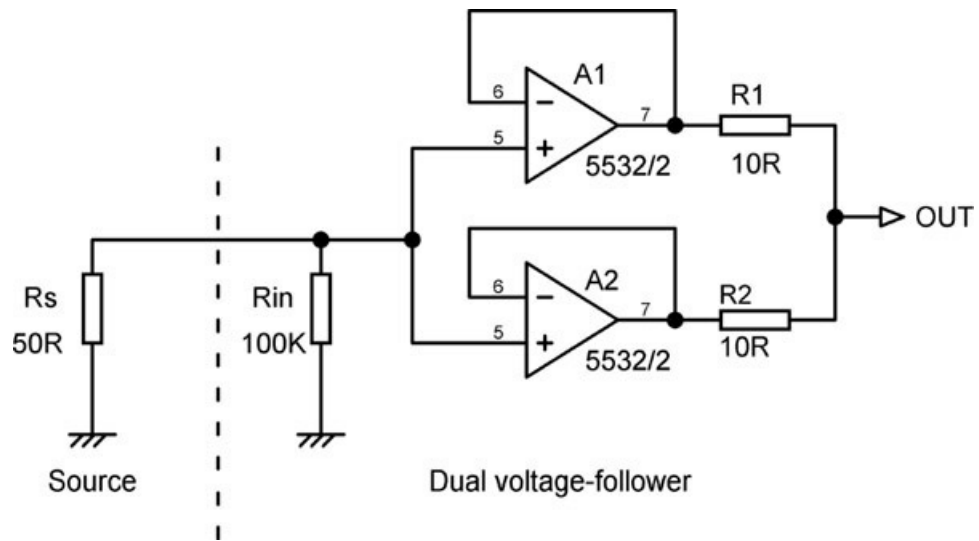 A1
6
7
5
5532/2
R1
10R
OUT
Rs
50R
Rin
100K
A2
6
7
5
5532/2
R2
10R
Source
Dual voltage-follower